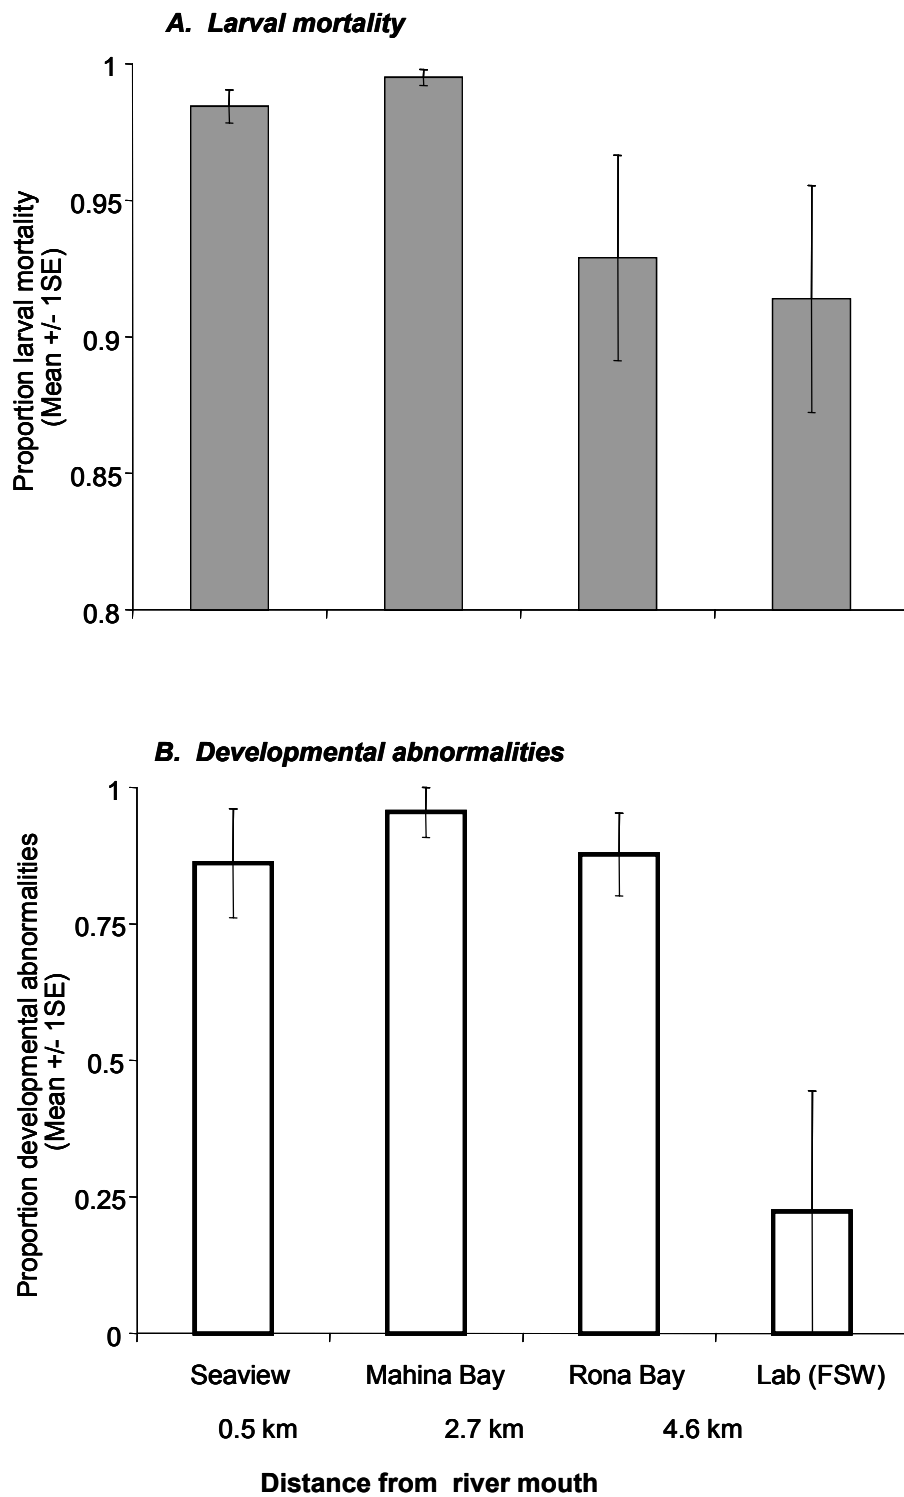 A. Larval mortality
Proportion larval mortality
(Mean +/- 1SE)
1
0.95
0.9
0.85
0.8
B. Developmental abnormalities
Proportion developmental abnormalities
(Mean +/- 1SE)
1
0.75
0.5
0.25
0
Seaview Mahina Bay Rona Bay Lab (FSW)
0.5 km 2.7 km 4.6 km
Distance from river mouth